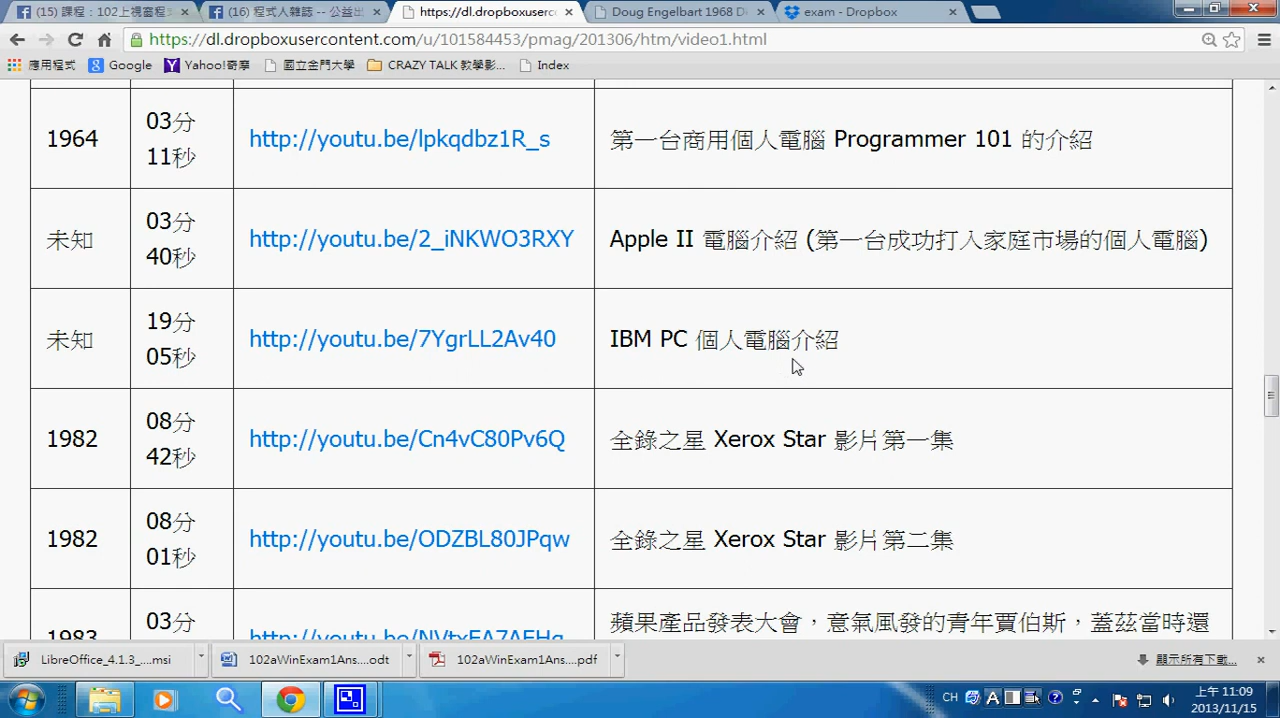 (15) 課程：102上視窗程式
(16) 程式人雜誌 -- 公益出
https://dl.dropboxuserc
Doug Engelbart 1968 D
exam - Dropbox
https://dl.dropboxusercontent.com/u/101584453/pmag/201306/htm/video1.html
應用程式
Google
Yahoo!奇摩
國立金門大學
CRAZY TALK 教學影...
Index
1964
03分
11秒
http://youtu.be/lpkqdbz1R_s
第一台商用個人電腦 Programmer 101 的介紹
未知
03分
40秒
http://youtu.be/2_iNKWO3RXY
Apple II 電腦介紹 (第一台成功打入家庭市場的個人電腦)
未知
19分
05秒
http://youtu.be/7YgrLL2Av40
IBM PC 個人電腦介紹
1982
08分
42秒
http://youtu.be/Cn4vC80Pv6Q
全錄之星 Xerox Star 影片第一集
1982
08分
01秒
http://youtu.be/ODZBL80JPqw
全錄之星 Xerox Star 影片第二集
1983
03分
http://youtu.be/NVtxEA7AEHg
蘋果產品發表大會，意氣風發的青年賈伯斯，蓋茲當時還
LibreOffice_4.1.3_....msi
102aWinExam1Ans....odt
102aWinExam1Ans....pdf
顯示所有下載...
CH
上午 11:09
2013/11/15